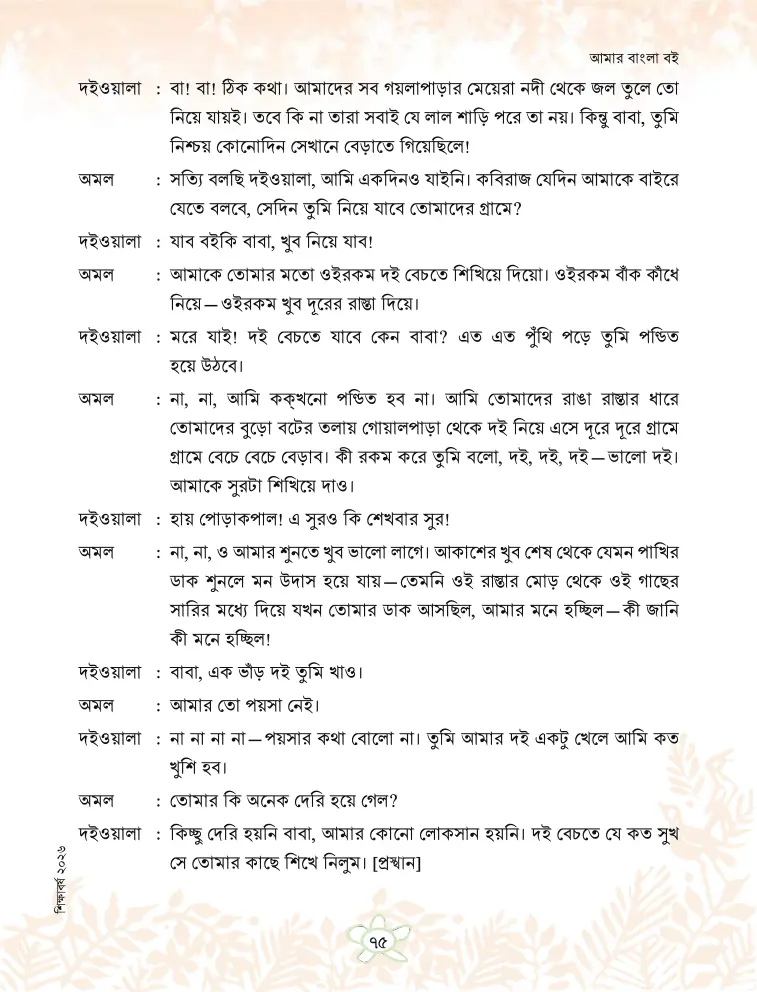 আমার বাংলা বই
দইওয়ালা : বা! বা! ঠিক কথা। আমাদের সব গয়লাপাড়ার মেয়েরা নদী থেকে জল তুলে তো
নিয়ে যায়ই। তবে কি না তারা সবাই যে লাল শাড়ি পরে তা নয়। কিন্তু বাবা, তুমি
নিশ্চয় কোনোদিন সেখানে বেড়াতে গিয়েছিলে!
অমল : সত্যি বলছি দইওয়ালা, আমি একদিনও যাইনি। কবিরাজ যেদিন আমাকে বাইরে
যেতে বলবে, সেদিন তুমি নিয়ে যাবে তোমাদের গ্রামে?
দইওয়ালা : যাব বইকি বাবা, খুব নিয়ে যাব!
অমল : আমাকে তোমার মতো ওইরকম দই বেচতে শিখিয়ে দিয়ো। ওইরকম বাঁক কাঁধে
নিয়ে—ওইরকম খুব দূরের রাস্তা দিয়ে।
দইওয়ালা : মরে যাই! দই বেচতে যাবে কেন বাবা? এত এত পুঁথি পড়ে তুমি পণ্ডিত
হয়ে উঠবে।
অমল : না, না, আমি কক্‌খনো পণ্ডিত হব না। আমি তোমাদের রাঙা রাস্তার ধারে
তোমাদের বুড়ো বটের তলায় গোয়ালপাড়া থেকে দই নিয়ে এসে দূরে দূরে গ্রামে
গ্রামে বেচে বেচে বেড়াব। কী রকম করে তুমি বলো, দই, দই, দই—ভালো দই।
আমাকে সুরটা শিখিয়ে দাও।
দইওয়ালা : হায় পোড়াকপাল! এ সুরও কি শেখবার সুর!
অমল : না, না, ও আমার শুনতে খুব ভালো লাগে। আকাশের খুব শেষ থেকে যেমন পাখির
ডাক শুনলে মন উদাস হয়ে যায়—তেমনি ওই রাস্তার মোড় থেকে ওই গাছের
সারির মধ্যে দিয়ে যখন তোমার ডাক আসছিল, আমার মনে হচ্ছিল—কী জানি
কী মনে হচ্ছিল!
দইওয়ালা : বাবা, এক ভাঁড় দই তুমি খাও।
অমল : আমার তো পয়সা নেই।
দইওয়ালা : না না না না—পয়সার কথা বোলো না। তুমি আমার দই একটু খেলে আমি কত
খুশি হব।
অমল : তোমার কি অনেক দেরি হয়ে গেল?
দইওয়ালা : কিচ্ছু দেরি হয়নি বাবা, আমার কোনো লোকসান হয়নি। দই বেচতে যে কত সুখ
সে তোমার কাছে শিখে নিলুম। [প্রস্থান]
শিক্ষাবর্ষ ২০২৬
৭৫